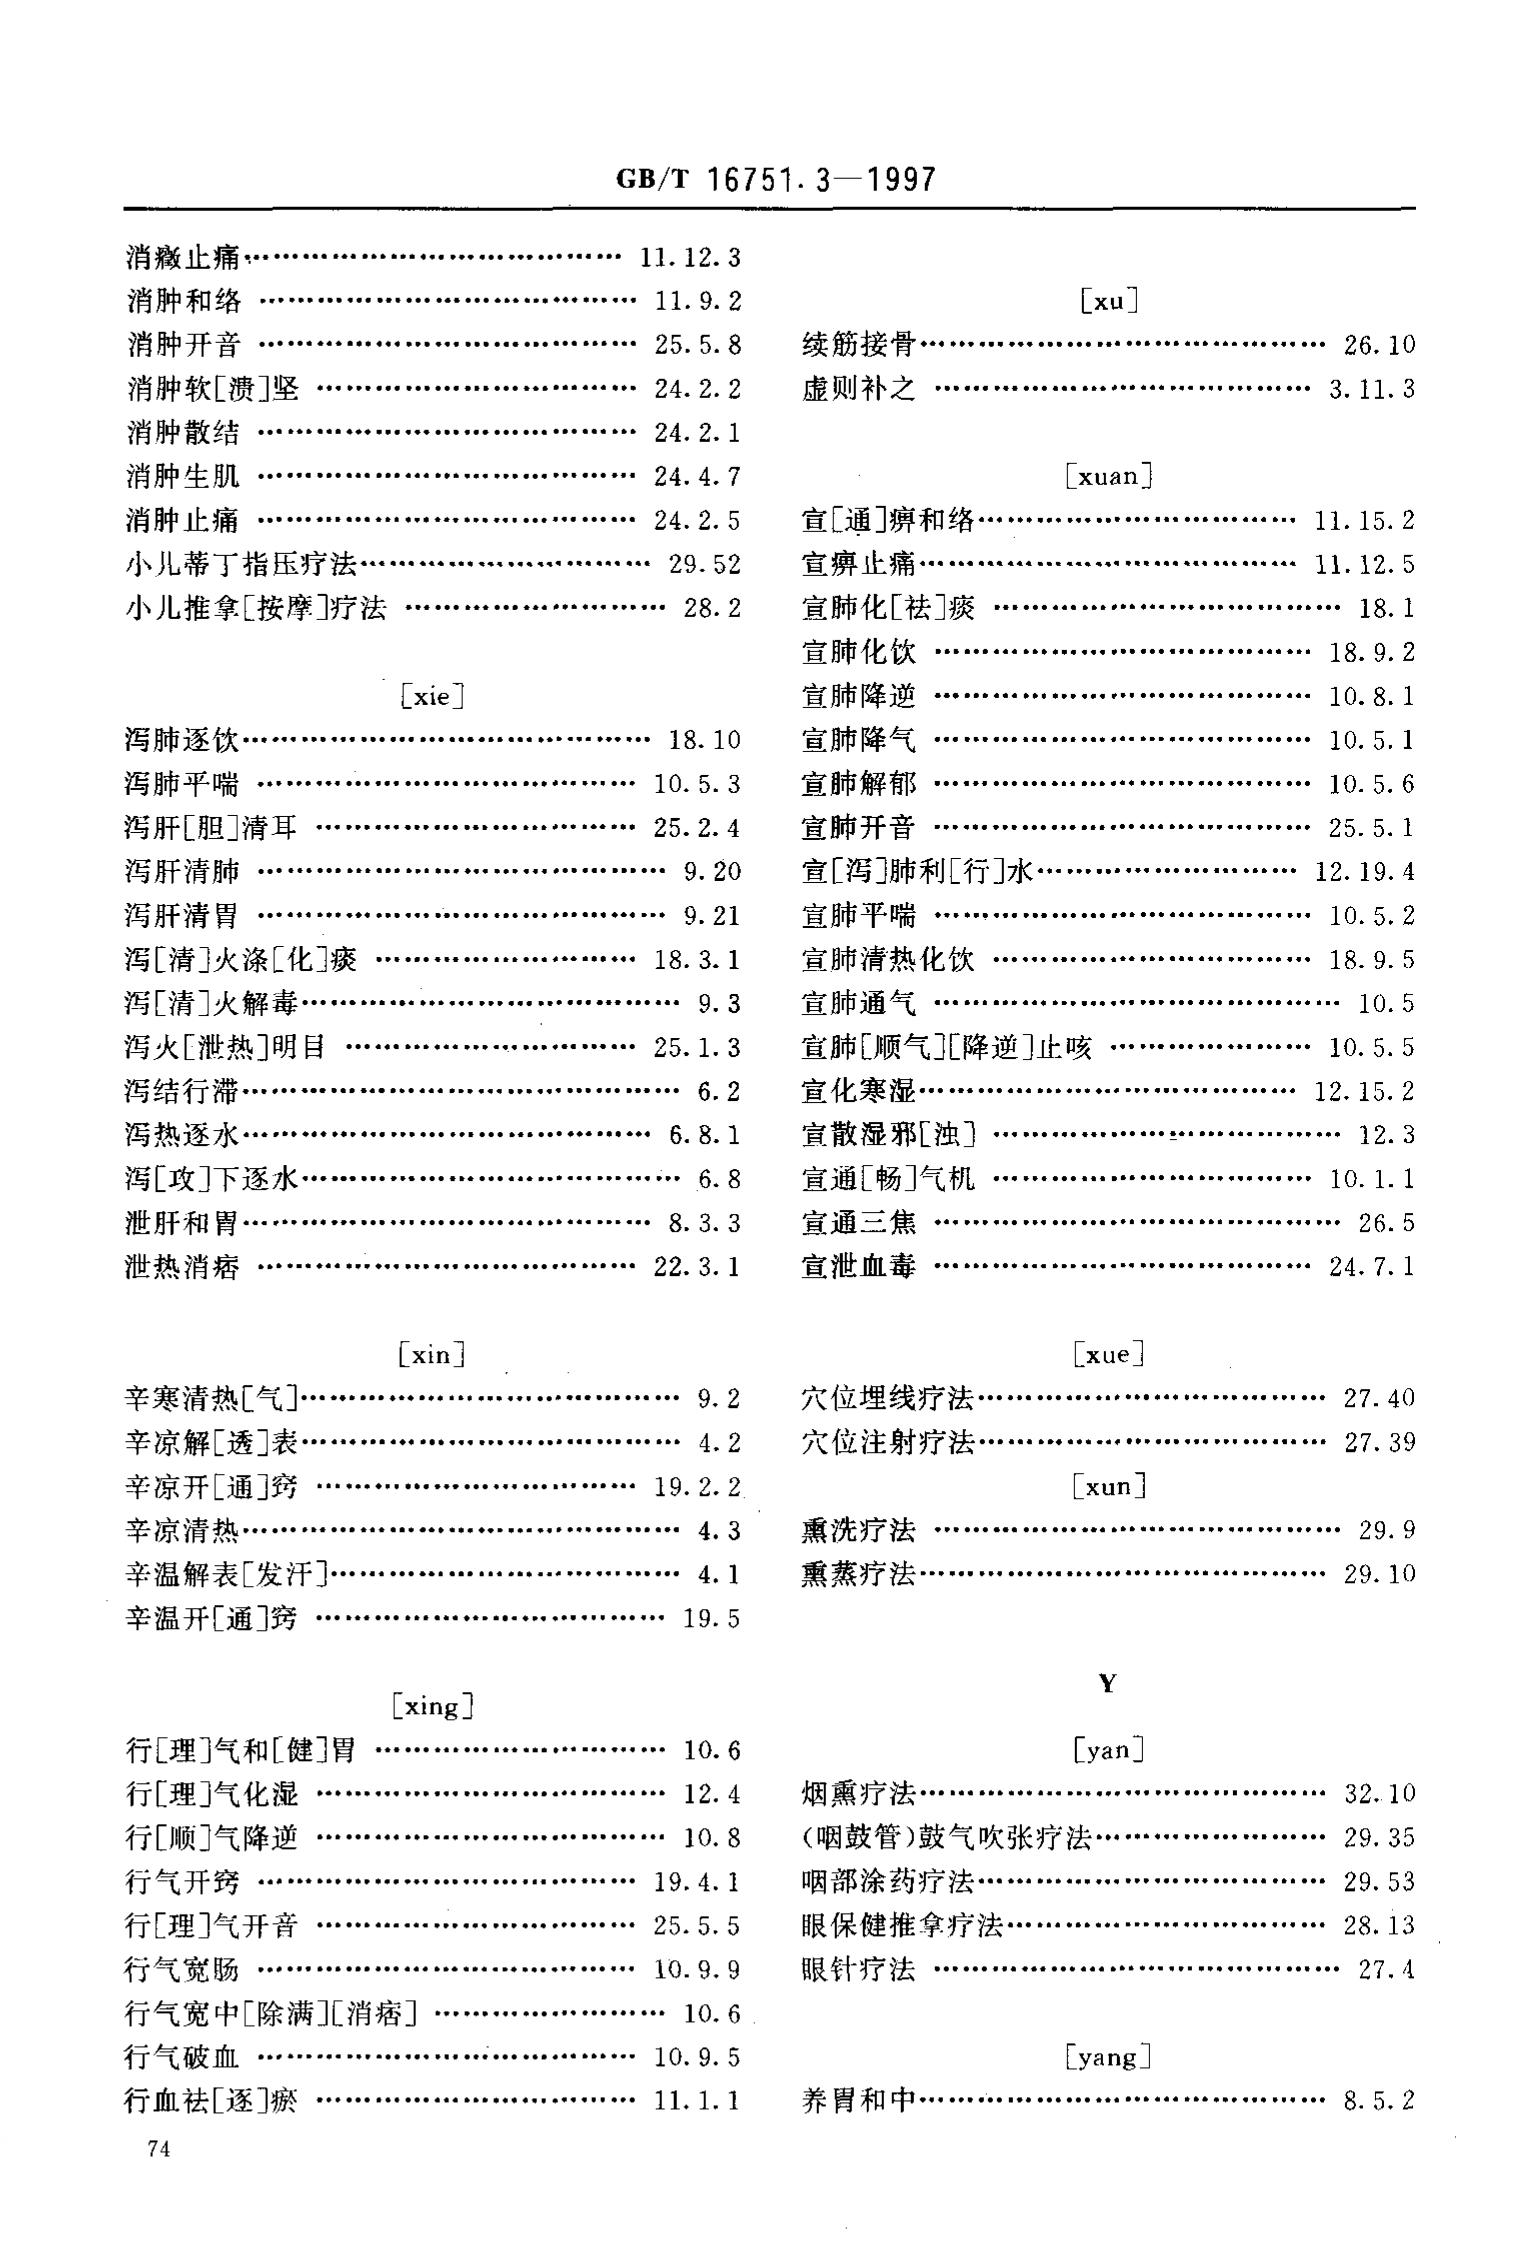 GB/T 16751.3—1997
消癥止痛…………………………………… 11.12.3
消肿和络 …………………………………… 11.9.2
消肿开音 …………………………………… 25.5.8
消肿软[溃]坚 ……………………………… 24.2.2
消肿散结 …………………………………… 24.2.1
消肿生肌 …………………………………… 24.4.7
消肿止痛 …………………………………… 24.2.5
小儿蒂丁指压疗法………………………… 29.52
小儿推拿[按摩]疗法 ……………………… 28.2
[xie]
泻肺逐饮……………………………………… 18.10
泻肺平喘 …………………………………… 10.5.3
泻肝[胆]清耳 ……………………………… 25.2.4
泻肝清肺 ……………………………………… 9.20
泻肝清胃 ……………………………………… 9.21
泻[清]火涤[化]痰 ………………………… 18.3.1
泻[清]火解毒…………………………………… 9.3
泻火[泄热]明目 …………………………… 25.1.3
泻结行滞………………………………………… 6.2
泻热逐水……………………………………… 6.8.1
泻[攻]下逐水…………………………………… 6.8
泄肝和胃……………………………………… 8.3.3
泄热消痞 …………………………………… 22.3.1
[xin]
辛寒清热[气]…………………………………… 9.2
辛凉解[透]表…………………………………… 4.2
辛凉开[通]窍 ……………………………… 19.2.2
辛凉清热………………………………………… 4.3
辛温解表[发汗]………………………………… 4.1
辛温开[通]窍 ………………………………… 19.5
[xing]
行[理]气和[健]胃 …………………………… 10.6
行[理]气化湿 ………………………………… 12.4
行[顺]气降逆 ………………………………… 10.8
行气开窍 …………………………………… 19.4.1
行[理]气开音 ……………………………… 25.5.5
行气宽肠 …………………………………… 10.9.9
行气宽中[除满][消痞] ……………………… 10.6
行气破血 …………………………………… 10.9.5
行血祛[逐]瘀 ……………………………… 11.1.1
[xu]
续筋接骨……………………………………… 26.10
虚则补之 …………………………………… 3.11.3
[xuan]
宣[通]痹和络……………………………… 11.15.2
宣痹止痛…………………………………… 11.12.5
宣肺化[祛]痰 ………………………………… 18.1
宣肺化饮 …………………………………… 18.9.2
宣肺降逆 …………………………………… 10.8.1
宣肺降气 …………………………………… 10.5.1
宣肺解郁 …………………………………… 10.5.6
宣肺开音 …………………………………… 25.5.1
宣[泻]肺利[行]水………………………… 12.19.4
宣肺平喘 …………………………………… 10.5.2
宣肺清热化饮 ……………………………… 18.9.5
宣肺通气 ……………………………………… 10.5
宣肺[顺气][降逆]止咳 …………………… 10.5.5
宣化寒湿…………………………………… 12.15.2
宣散湿邪[浊] ………………………………… 12.3
宣通[畅]气机 ……………………………… 10.1.1
宣通三焦 ……………………………………… 26.5
宣泄血毒 …………………………………… 24.7.1
[xue]
穴位埋线疗法………………………………… 27.40
穴位注射疗法………………………………… 27.39
[xun]
熏洗疗法 ……………………………………… 29.9
熏蒸疗法……………………………………… 29.10
Y
[yan]
烟熏疗法……………………………………… 32.10
(咽鼓管)鼓气吹张疗法……………………… 29.35
咽部涂药疗法………………………………… 29.53
眼保健推拿疗法……………………………… 28.13
眼针疗法 ……………………………………… 27.4
[yang]
养胃和中……………………………………… 8.5.2
74